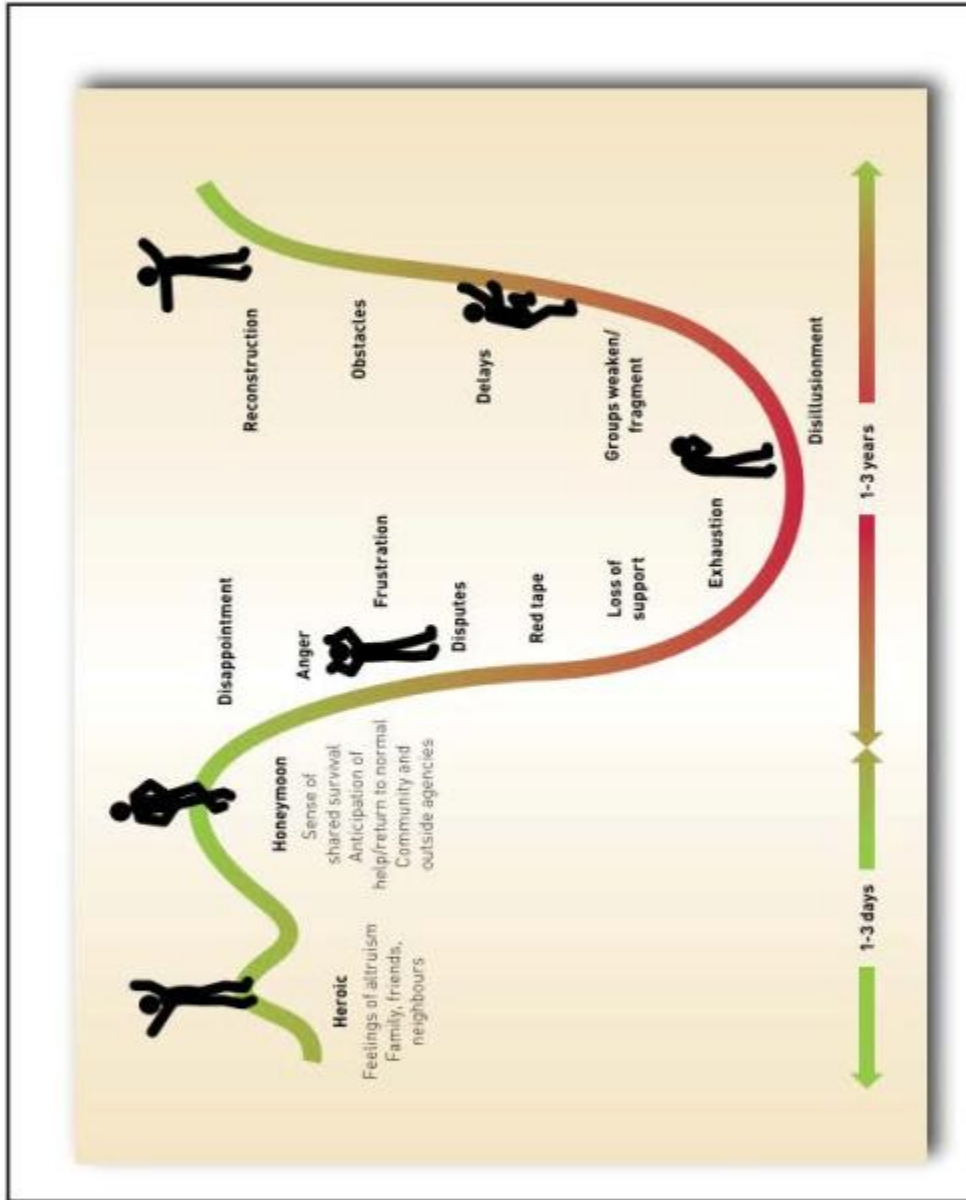 Heroic
Feelings of altruism
Family, friends,
neighbours
Honeymoon
Sense of
shared survival
Anticipation of
help/return to normal
Community and
outside agencies
Disappointment
Anger
Frustration
Disputes
Red tape
Loss of
support
Exhaustion
Disillusionment
Groups weaken/
fragment
Delays
Obstacles
Reconstruction
1-3 days
1-3 years